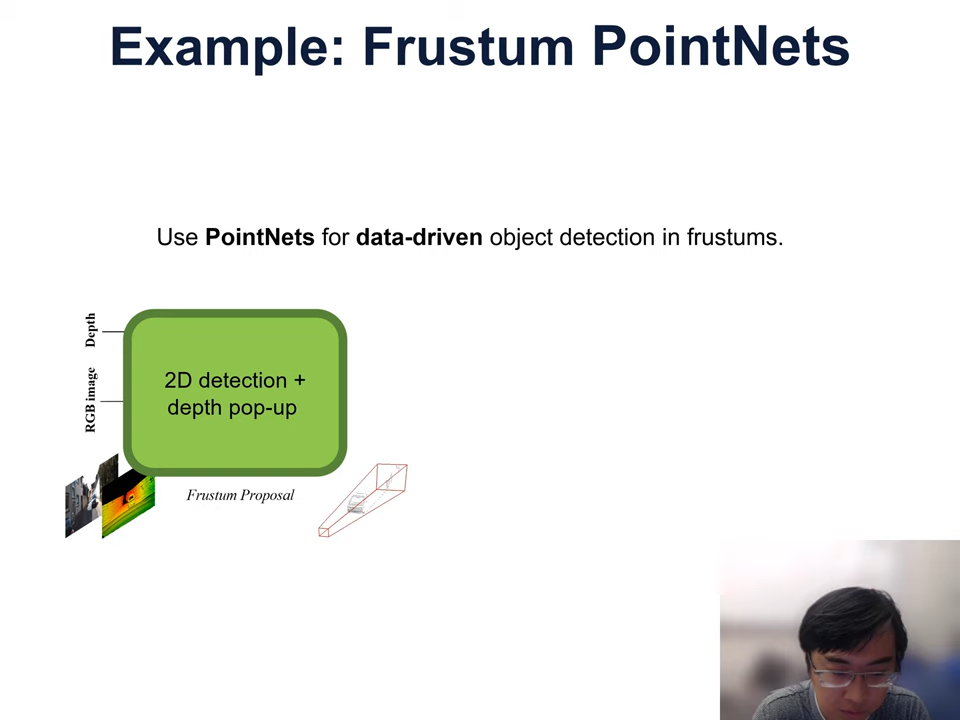 Example: Frustum PointNets
Use PointNets for data-driven object detection in frustums.
Depth
RGB image
2D detection +
depth pop-up
Frustum Proposal